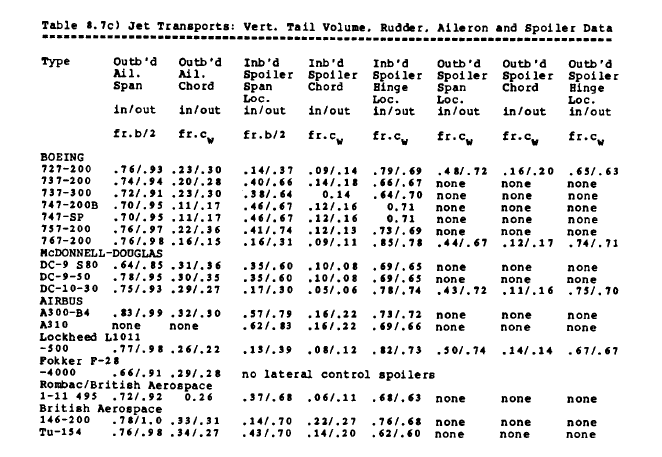 Table 8.7c) Jet Transports: Vert. Tail Volume, Rudder, Aileron and Spoiler Data
Type Outb'd Outb'd Inb'd Inb'd Inb'd Outb'd Outb'd Outb'd
Ail. Ail. Spoiler Spoiler Spoiler Spoiler Spoiler Spoiler
Span Chord Span Chord Hinge Span Chord Hinge
Loc. Loc. Loc. Loc.
in/out in/out in/out in/out in/out in/out in/out in/out
fr.b/2 fr.cw fr.b/2 fr.cw fr.cw fr.b/2 fr.cw fr.cw
BOEING
727-200 .76/.93 .23/.30 .14/.37 .09/.14 .79/.69 .48/.72 .16/.20 .65/.63
737-200 .74/.94 .20/.28 .40/.66 .14/.18 .66/.67 none none none
737-300 .72/.91 .23/.30 .38/.64 0.14 .64/.70 none none none
747-200B .70/.95 .11/.17 .46/.67 .12/.16 0.71 none none none
747-SP .70/.95 .11/.17 .46/.67 .12/.16 0.71 none none none
757-200 .76/.97 .22/.36 .41/.74 .12/.13 .73/.69 none none none
767-200 .76/.98 .16/.15 .16/.31 .09/.11 .85/.78 .44/.67 .12/.17 .74/.71
McDONNELL-DOUGLAS
DC-9 S80 .64/.85 .31/.36 .35/.60 .10/.08 .69/.65 none none none
DC-9-50 .78/.95 .30/.35 .35/.60 .10/.08 .69/.65 none none none
DC-10-30 .75/.93 .29/.27 .17/.30 .05/.06 .78/.74 .43/.72 .11/.16 .75/.70
AIRBUS
A300-B4 .83/.99 .32/.30 .57/.79 .16/.22 .73/.72 none none none
A310 none none .62/.83 .16/.22 .69/.66 none none none
Lockheed L1011
-500 .77/.98 .26/.22 .13/.39 .08/.12 .82/.73 .50/.74 .14/.14 .67/.67
Fokker F-28
-4000 .66/.91 .29/.28 no lateral control spoilers
Rombac/British Aerospace
1-11 495 .72/.92 0.26 .37/.68 .06/.11 .68/.63 none none none
British Aerospace
146-200 .78/1.0 .33/.31 .14/.70 .22/.27 .76/.68 none none none
Tu-154 .76/.98 .34/.27 .43/.70 .14/.20 .62/.60 none none none